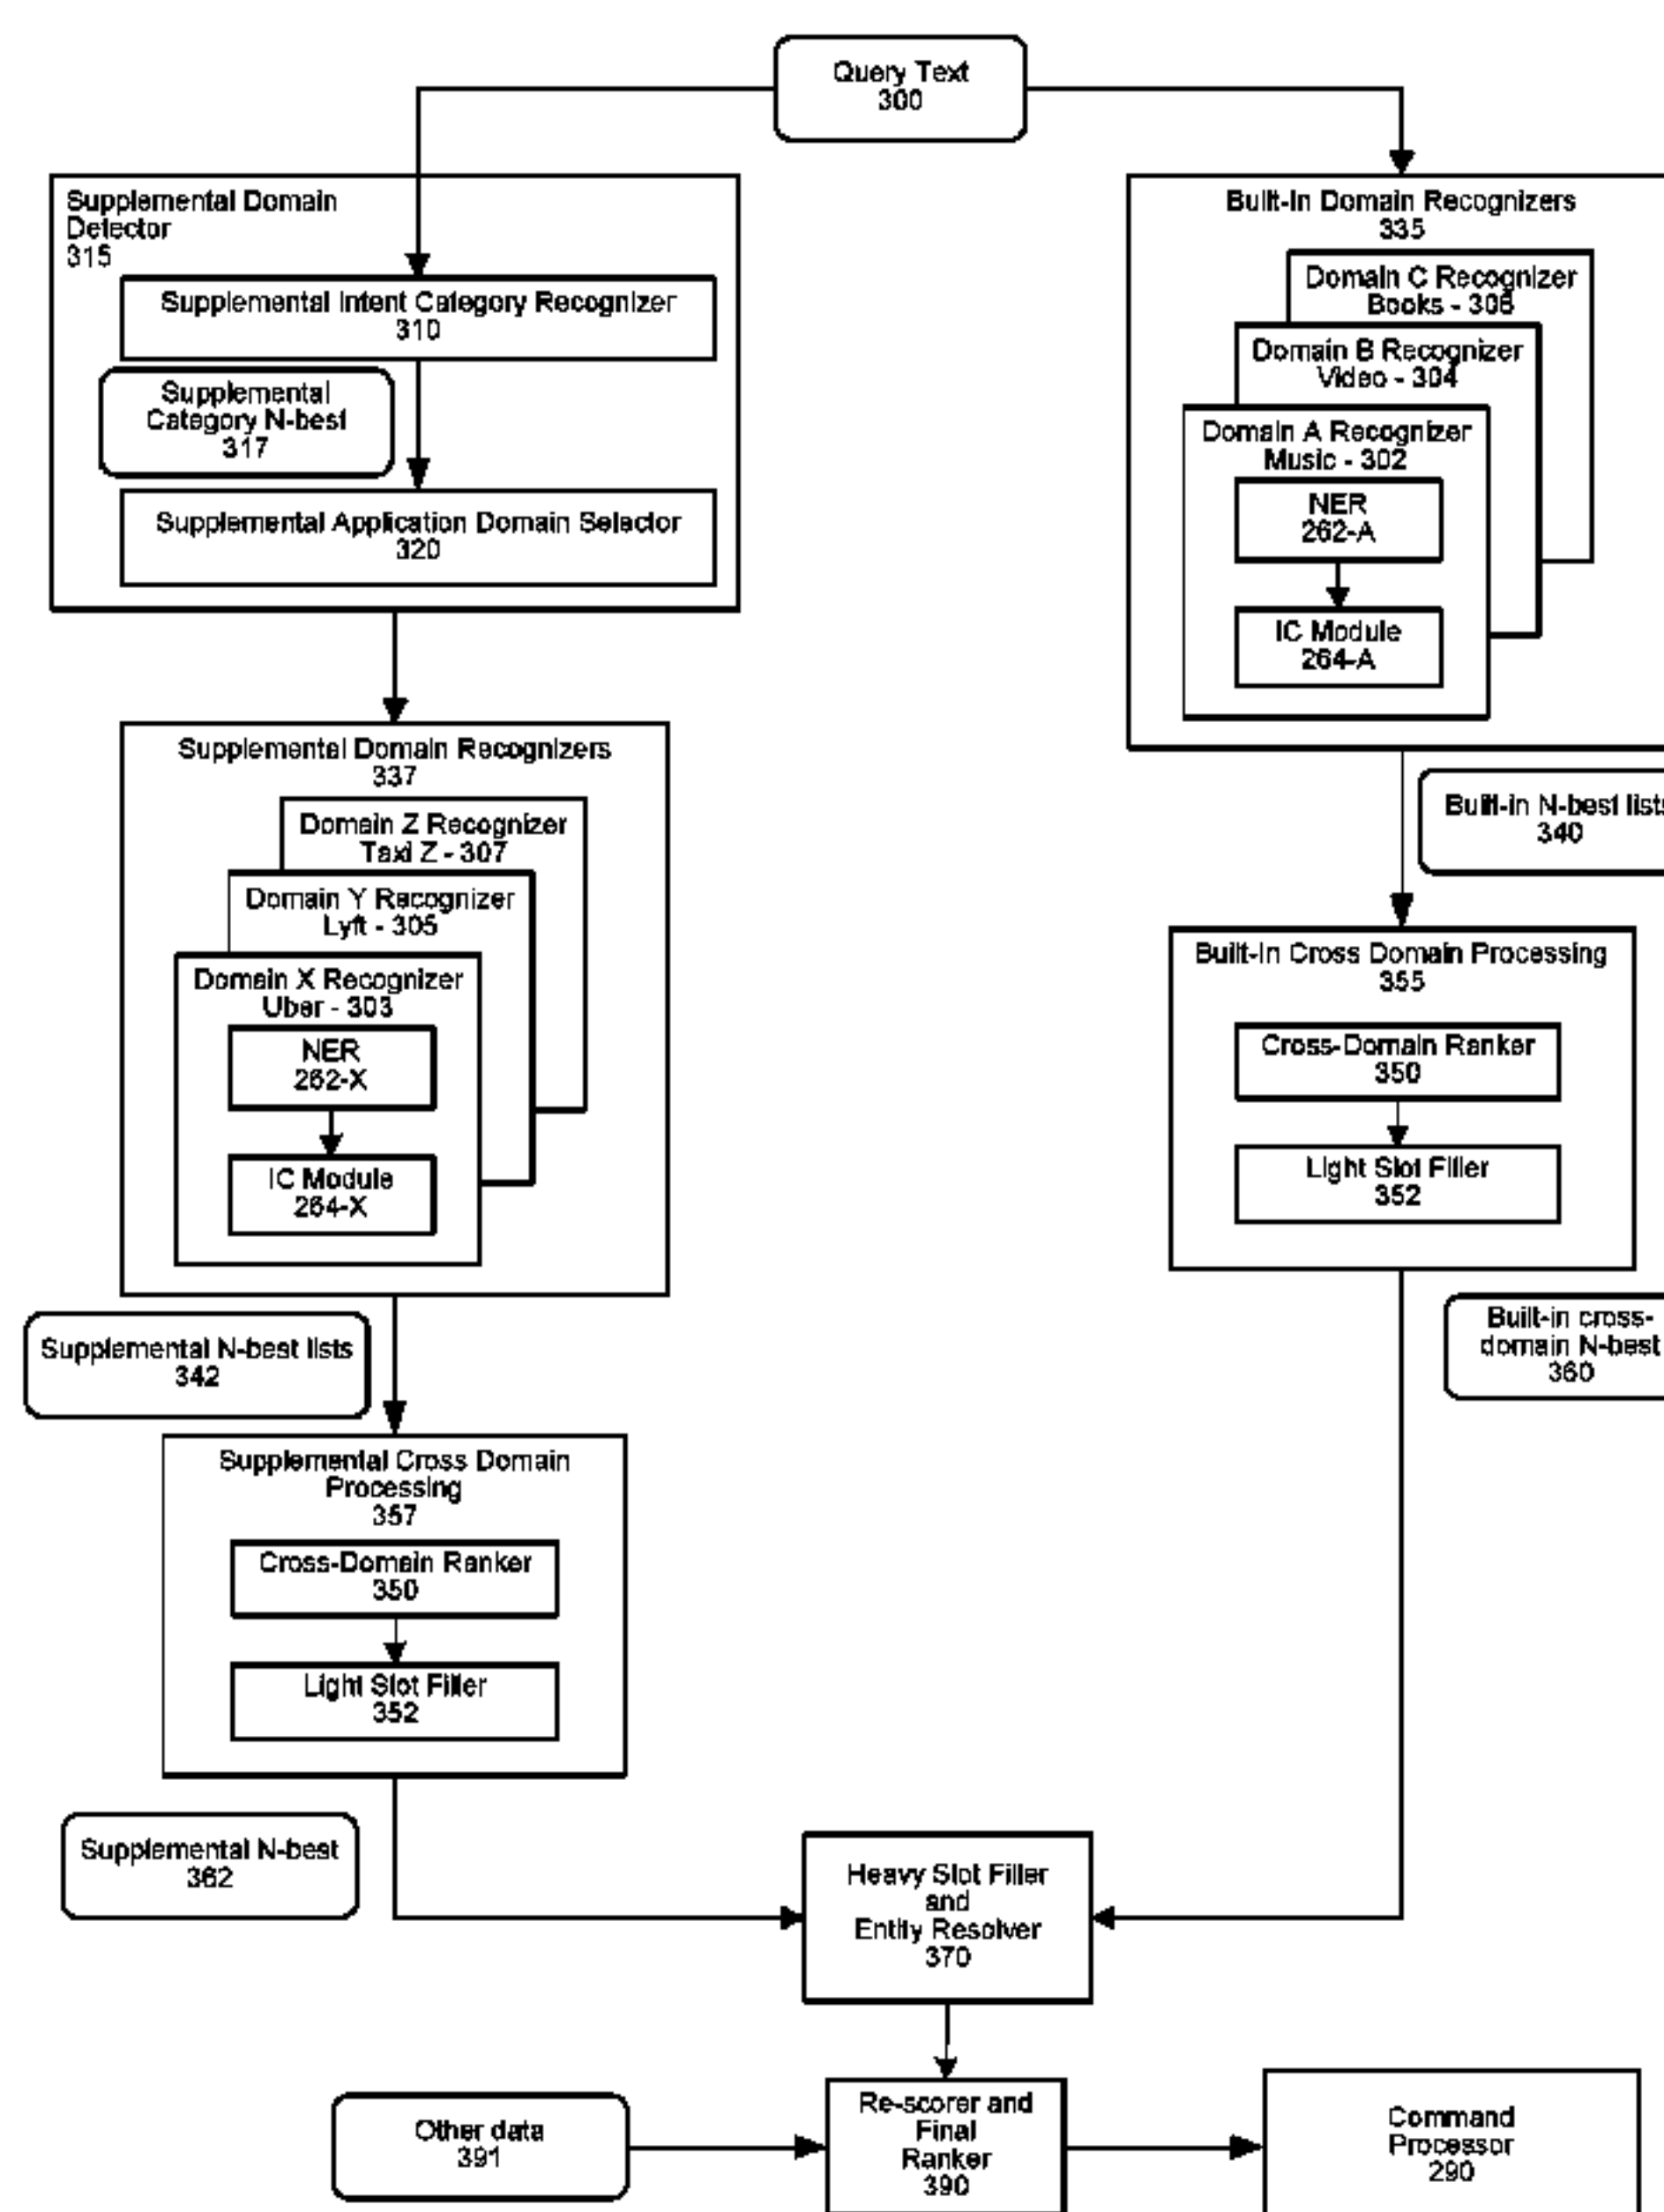 Query Text
300
Supplemental Domain
Detector
315
Supplemental Intent Category Recognizer
310
Supplemental
Category N-best
317
Supplemental Application Domain Selector
320
Built-In Domain Recognizers
335
Domain C Recognizer
Books - 306
Domain B Recognizer
Video - 304
Domain A Recognizer
Music - 302
NER
262-A
IC Module
264-A
Supplemental Domain Recognizers
337
Domain Z Recognizer
Taxi Z - 307
Domain Y Recognizer
Lyft - 305
Domain X Recognizer
Uber - 303
NER
262-X
IC Module
264-X
Built-in N-best lists
340
Built-In Cross Domain Processing
355
Cross-Domain Ranker
350
Light Slot Filler
352
Built-in cross-
domain N-best
360
Supplemental N-best lists
342
Supplemental Cross Domain
Processing
357
Cross-Domain Ranker
350
Light Slot Filler
352
Supplemental N-best
362
Heavy Slot Filler
and
Entity Resolver
370
Other data
391
Re-scorer and
Final
Ranker
390
Command
Processor
290